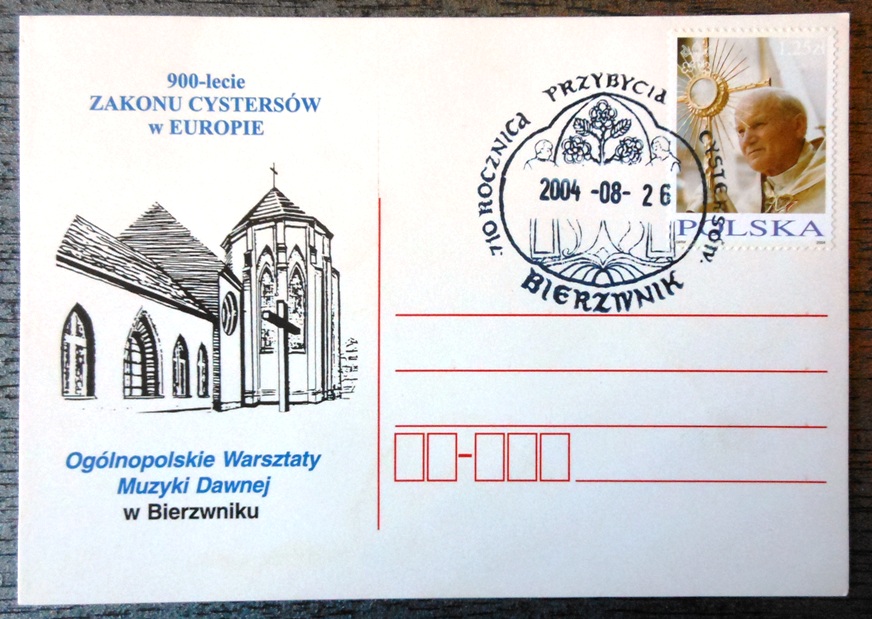 900-lecie
ZAKONU CYSTERSÓW
w EUROPIE
Ogólnopolskie Warsztaty
Muzyki Dawnej
w Bierzwniku
710 ROCZNICA PRZYBYCIA CYSTERSÓW
2004 -08- 26
BIERZWNIK
1,25zł
POLSKA